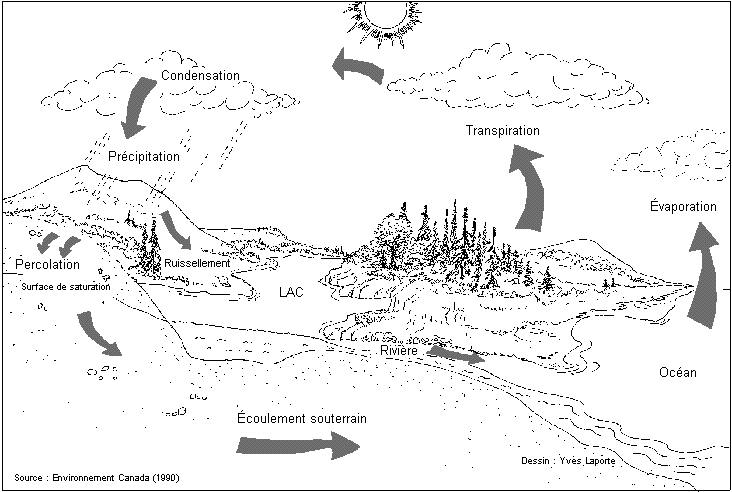 Condensation
Transpiration
Précipitation
Évaporation
Percolation
Ruissellement
Surface de saturation
LAC
Rivière
Océan
Écoulement souterrain
Dessin : Yves Laporte
Source : Environnement Canada (1990)